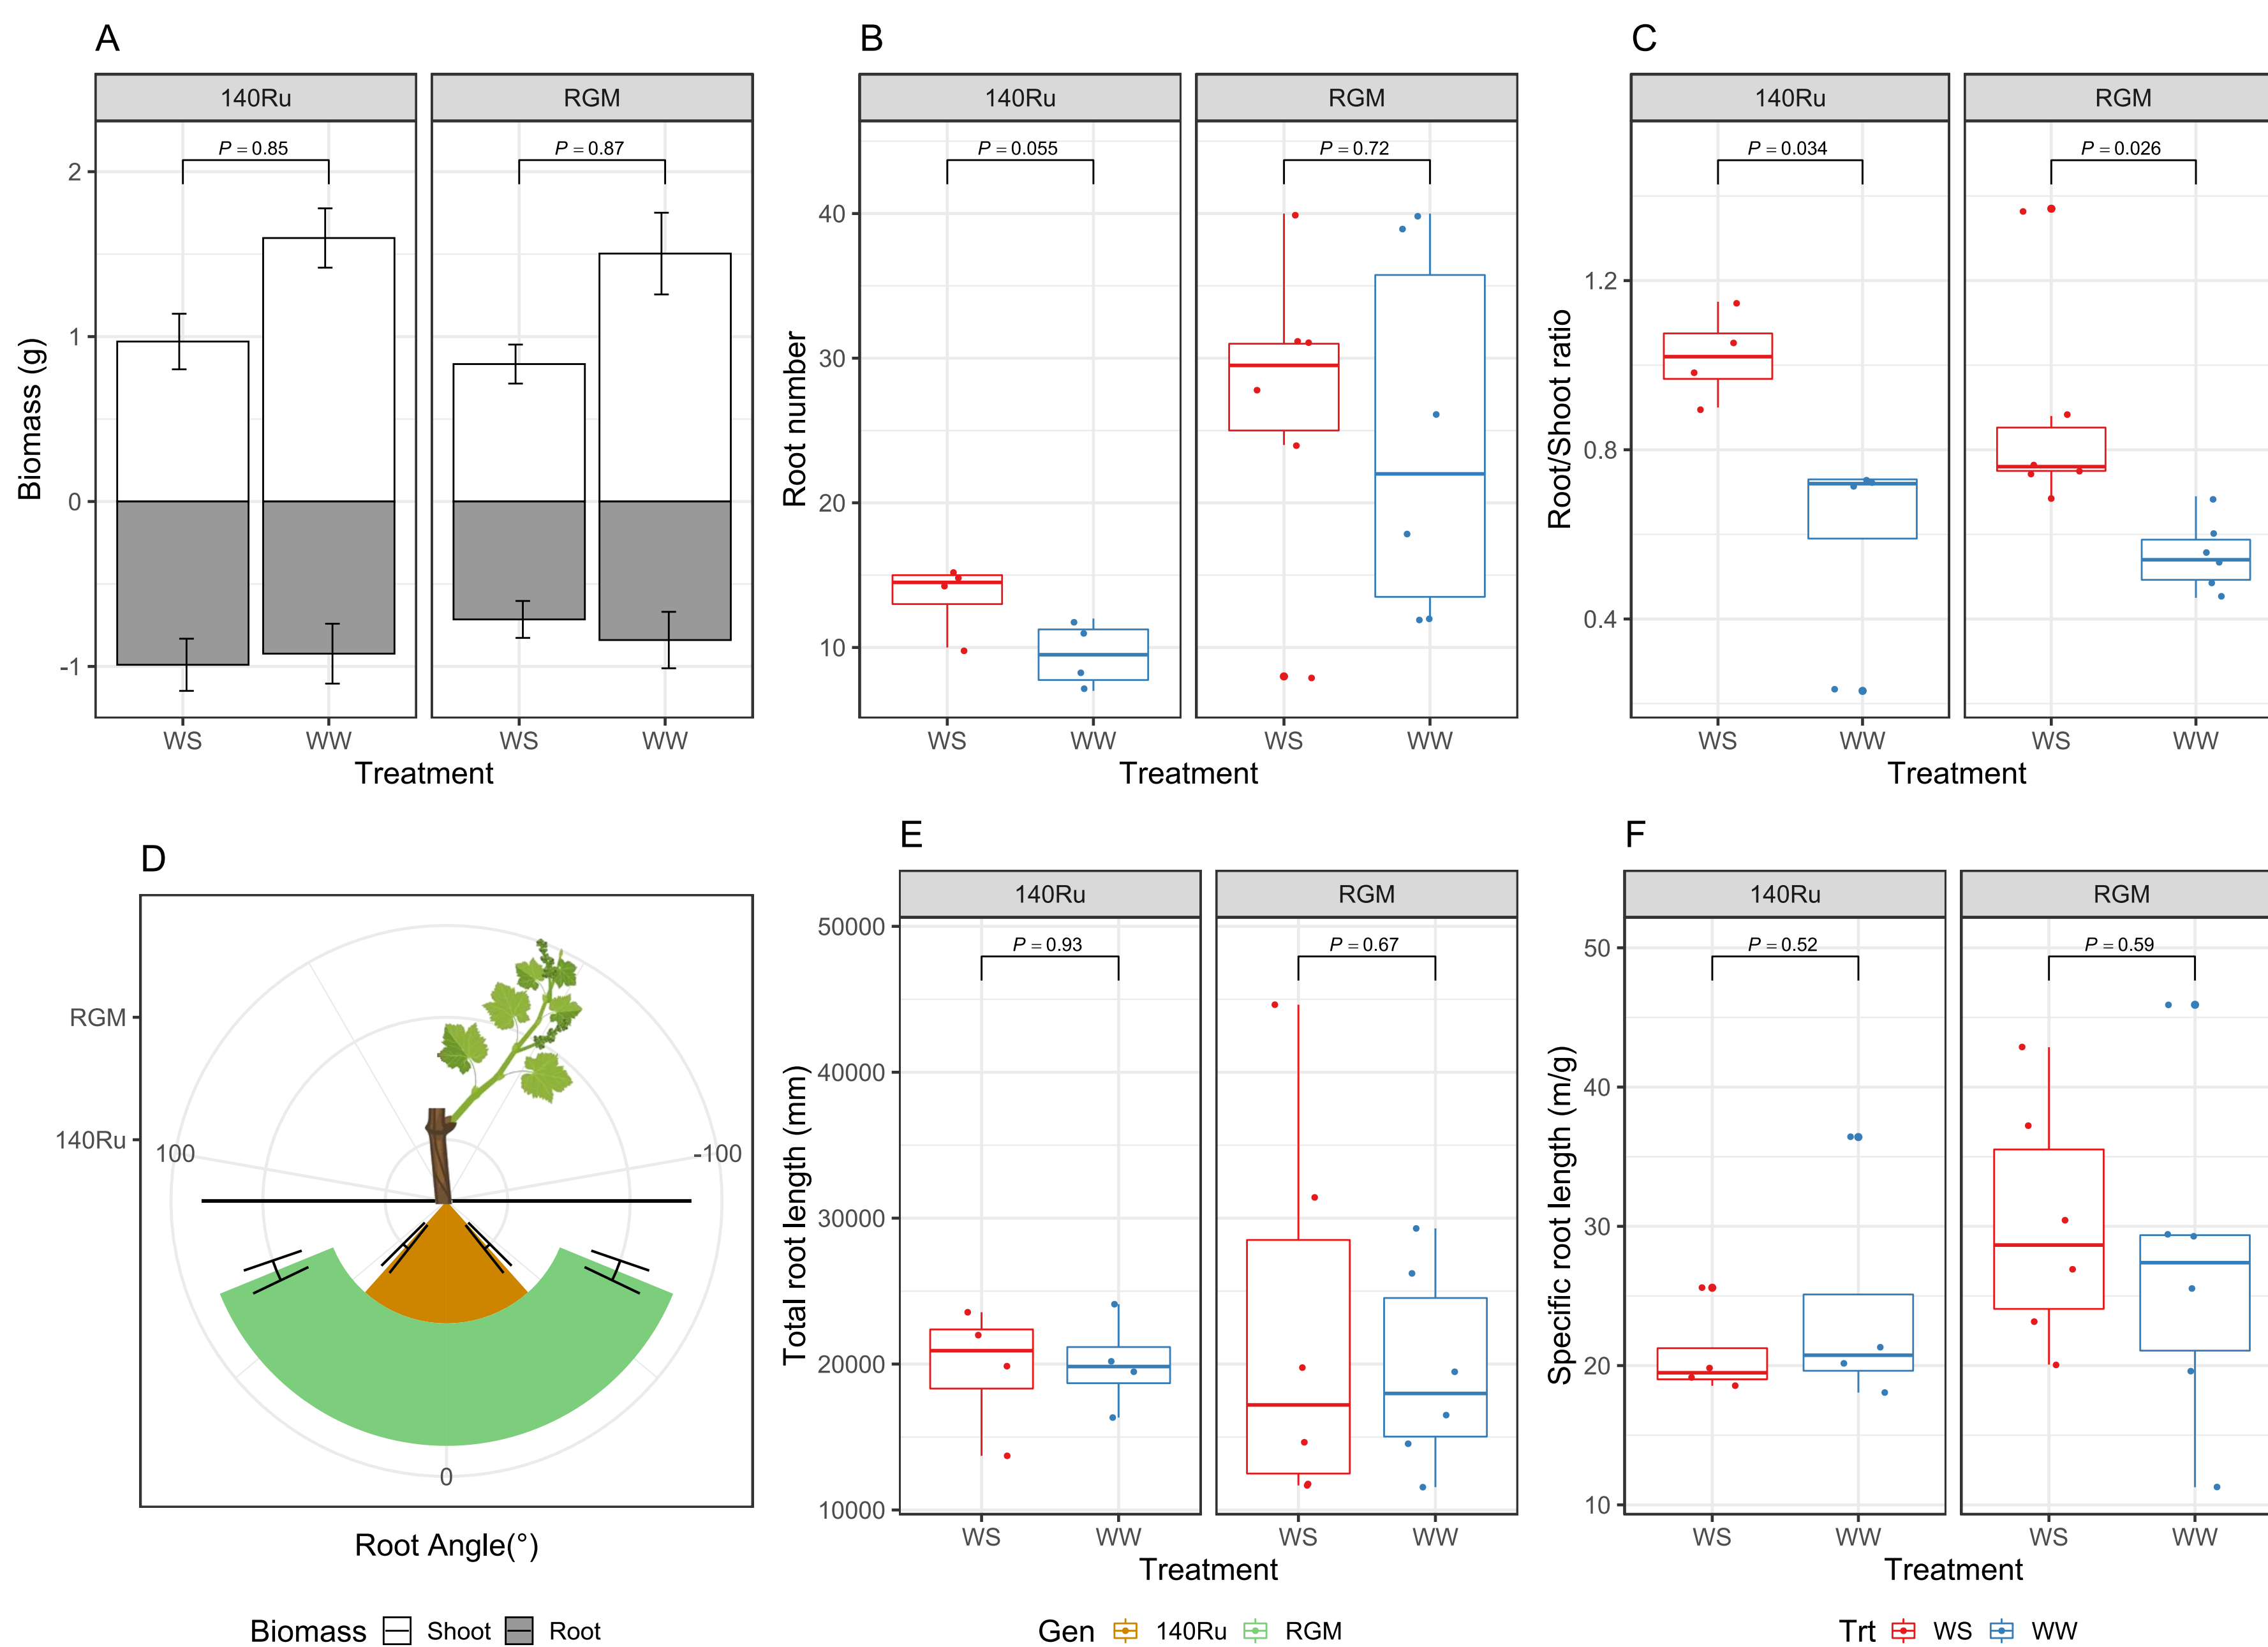 A
140Ru RGM
P = 0.85 P = 0.87
2
1
0
-1
Biomass (g)
WS WW WS WW
Treatment
B
140Ru RGM
P = 0.055 P = 0.72
40
30
20
10
Root number
WS WW WS WW
Treatment
C
140Ru RGM
P = 0.034 P = 0.026
1.2
0.8
0.4
Root/Shoot ratio
WS WW WS WW
Treatment
D
RGM
140Ru
100 -100
0
Root Angle(°)
E
140Ru RGM
P = 0.93 P = 0.67
50000
40000
30000
20000
10000
Total root length (mm)
WS WW WS WW
Treatment
F
140Ru RGM
P = 0.52 P = 0.59
50
40
30
20
10
Specific root length (m/g)
WS WW WS WW
Treatment
Biomass Shoot Root
Gen 140Ru RGM
Trt WS WW